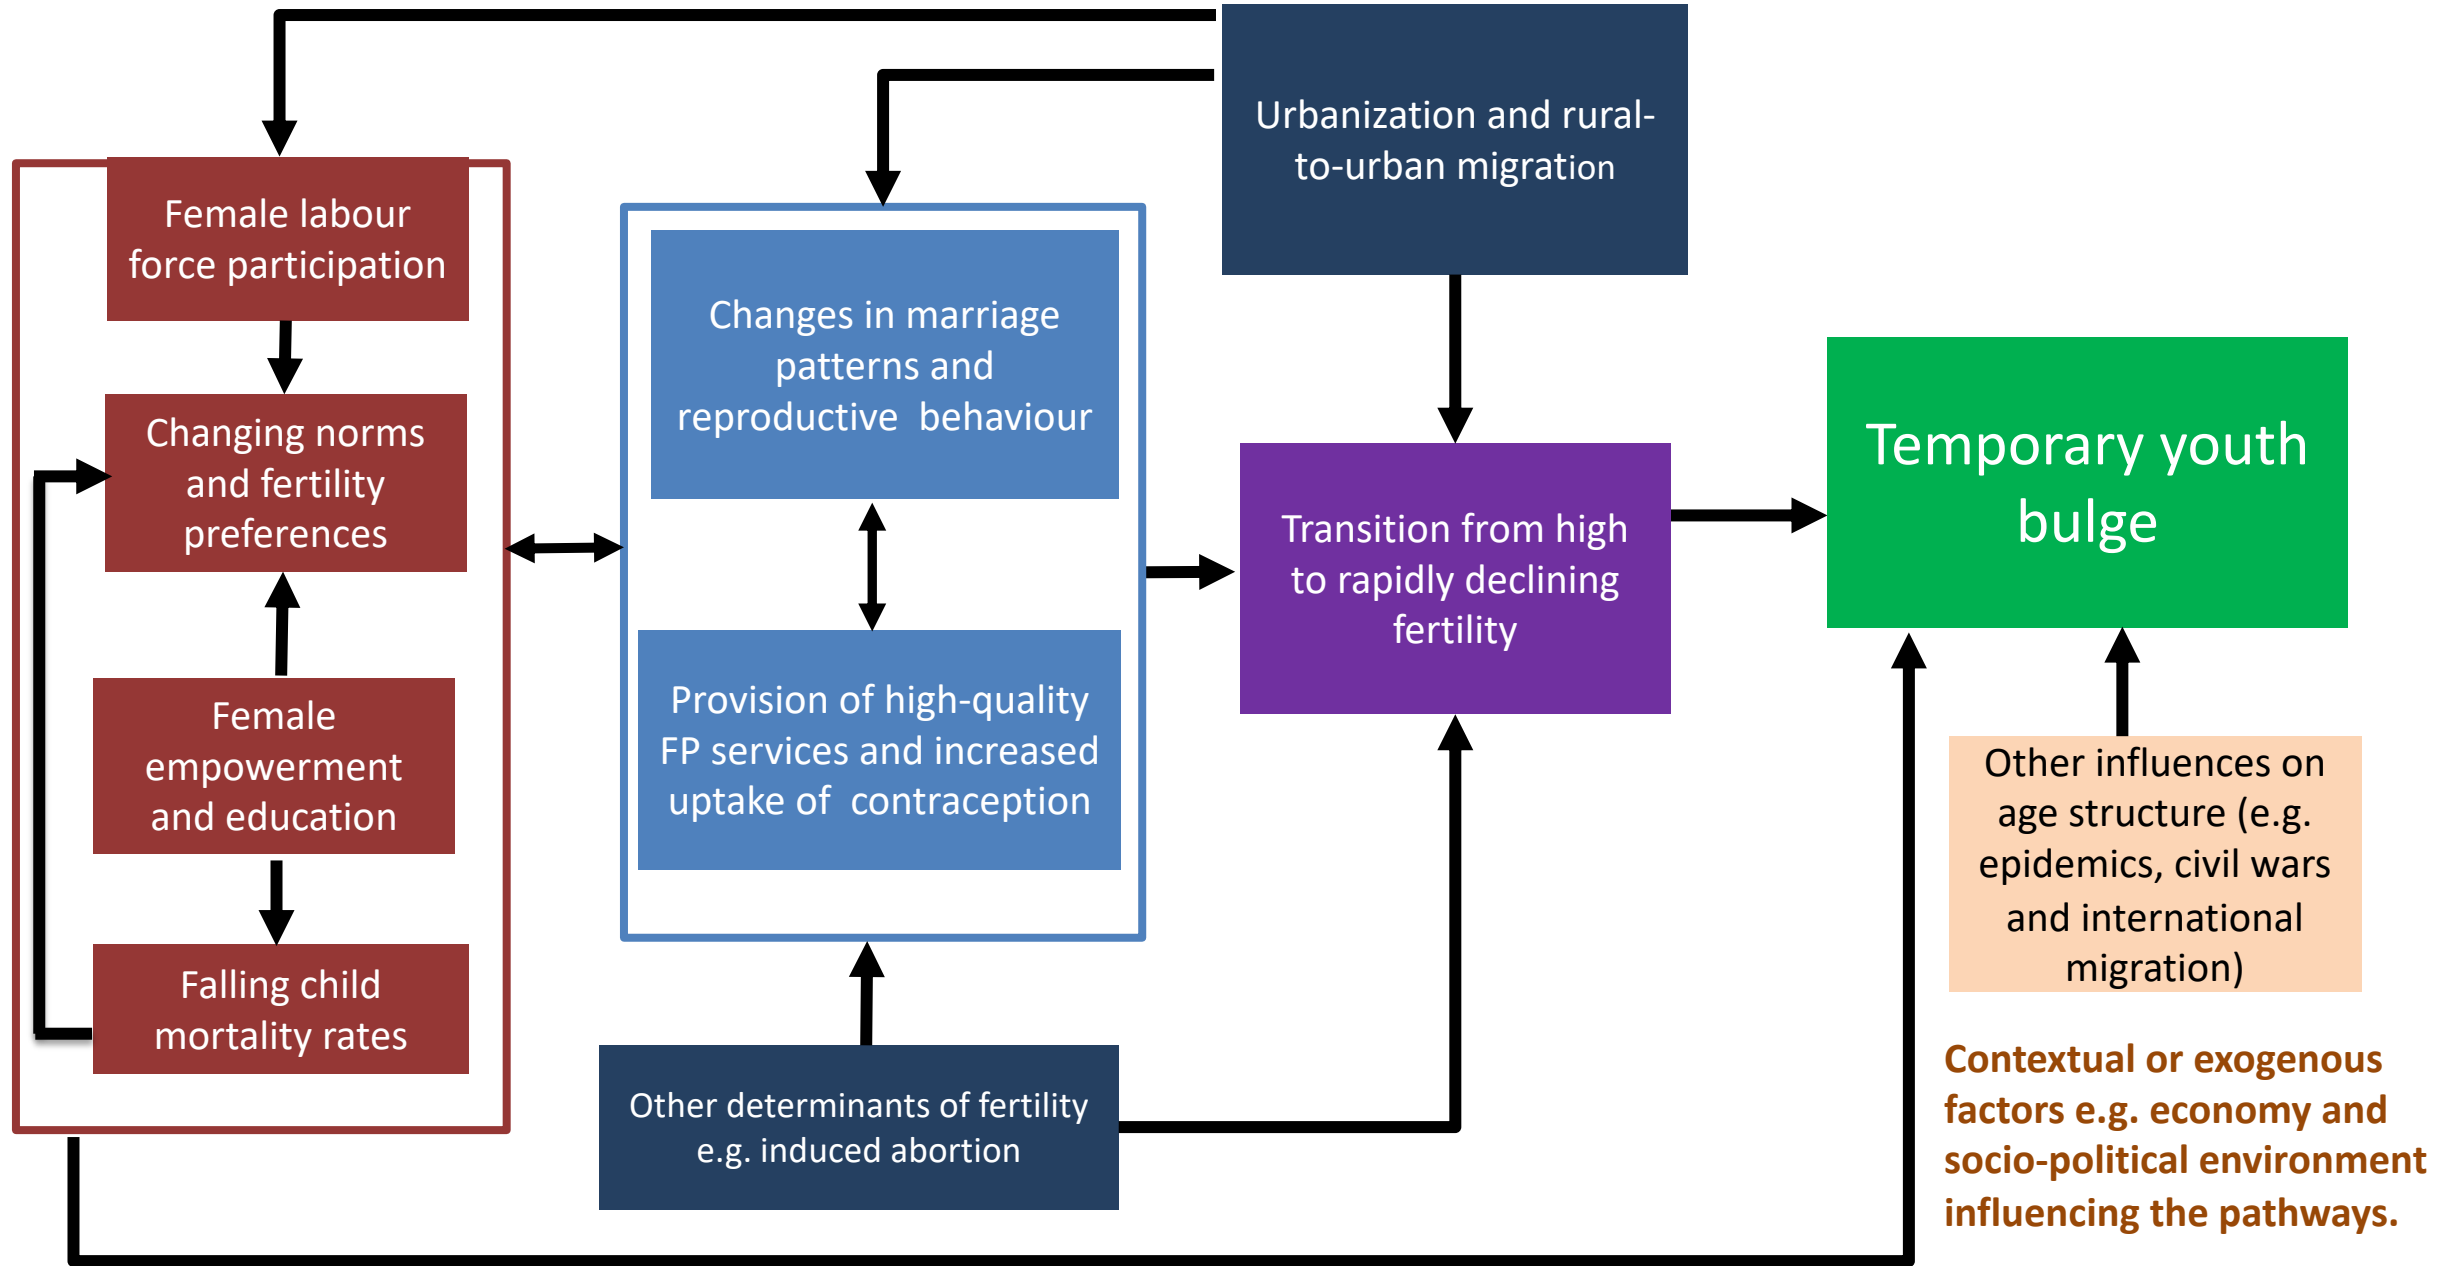 Urbanization and rural-
to-urban migration
Female labour
force participation
Changing norms
and fertility
preferences
Female
empowerment
and education
Falling child
mortality rates
Changes in marriage
patterns and
reproductive behaviour
Provision of high-quality
FP services and increased
uptake of contraception
Other determinants of fertility
e.g. induced abortion
Transition from high
to rapidly declining
fertility
Temporary youth
bulge
Other influences on
age structure (e.g.
epidemics, civil wars
and international
migration)
Contextual or exogenous
factors e.g. economy and
socio-political environment
influencing the pathways.